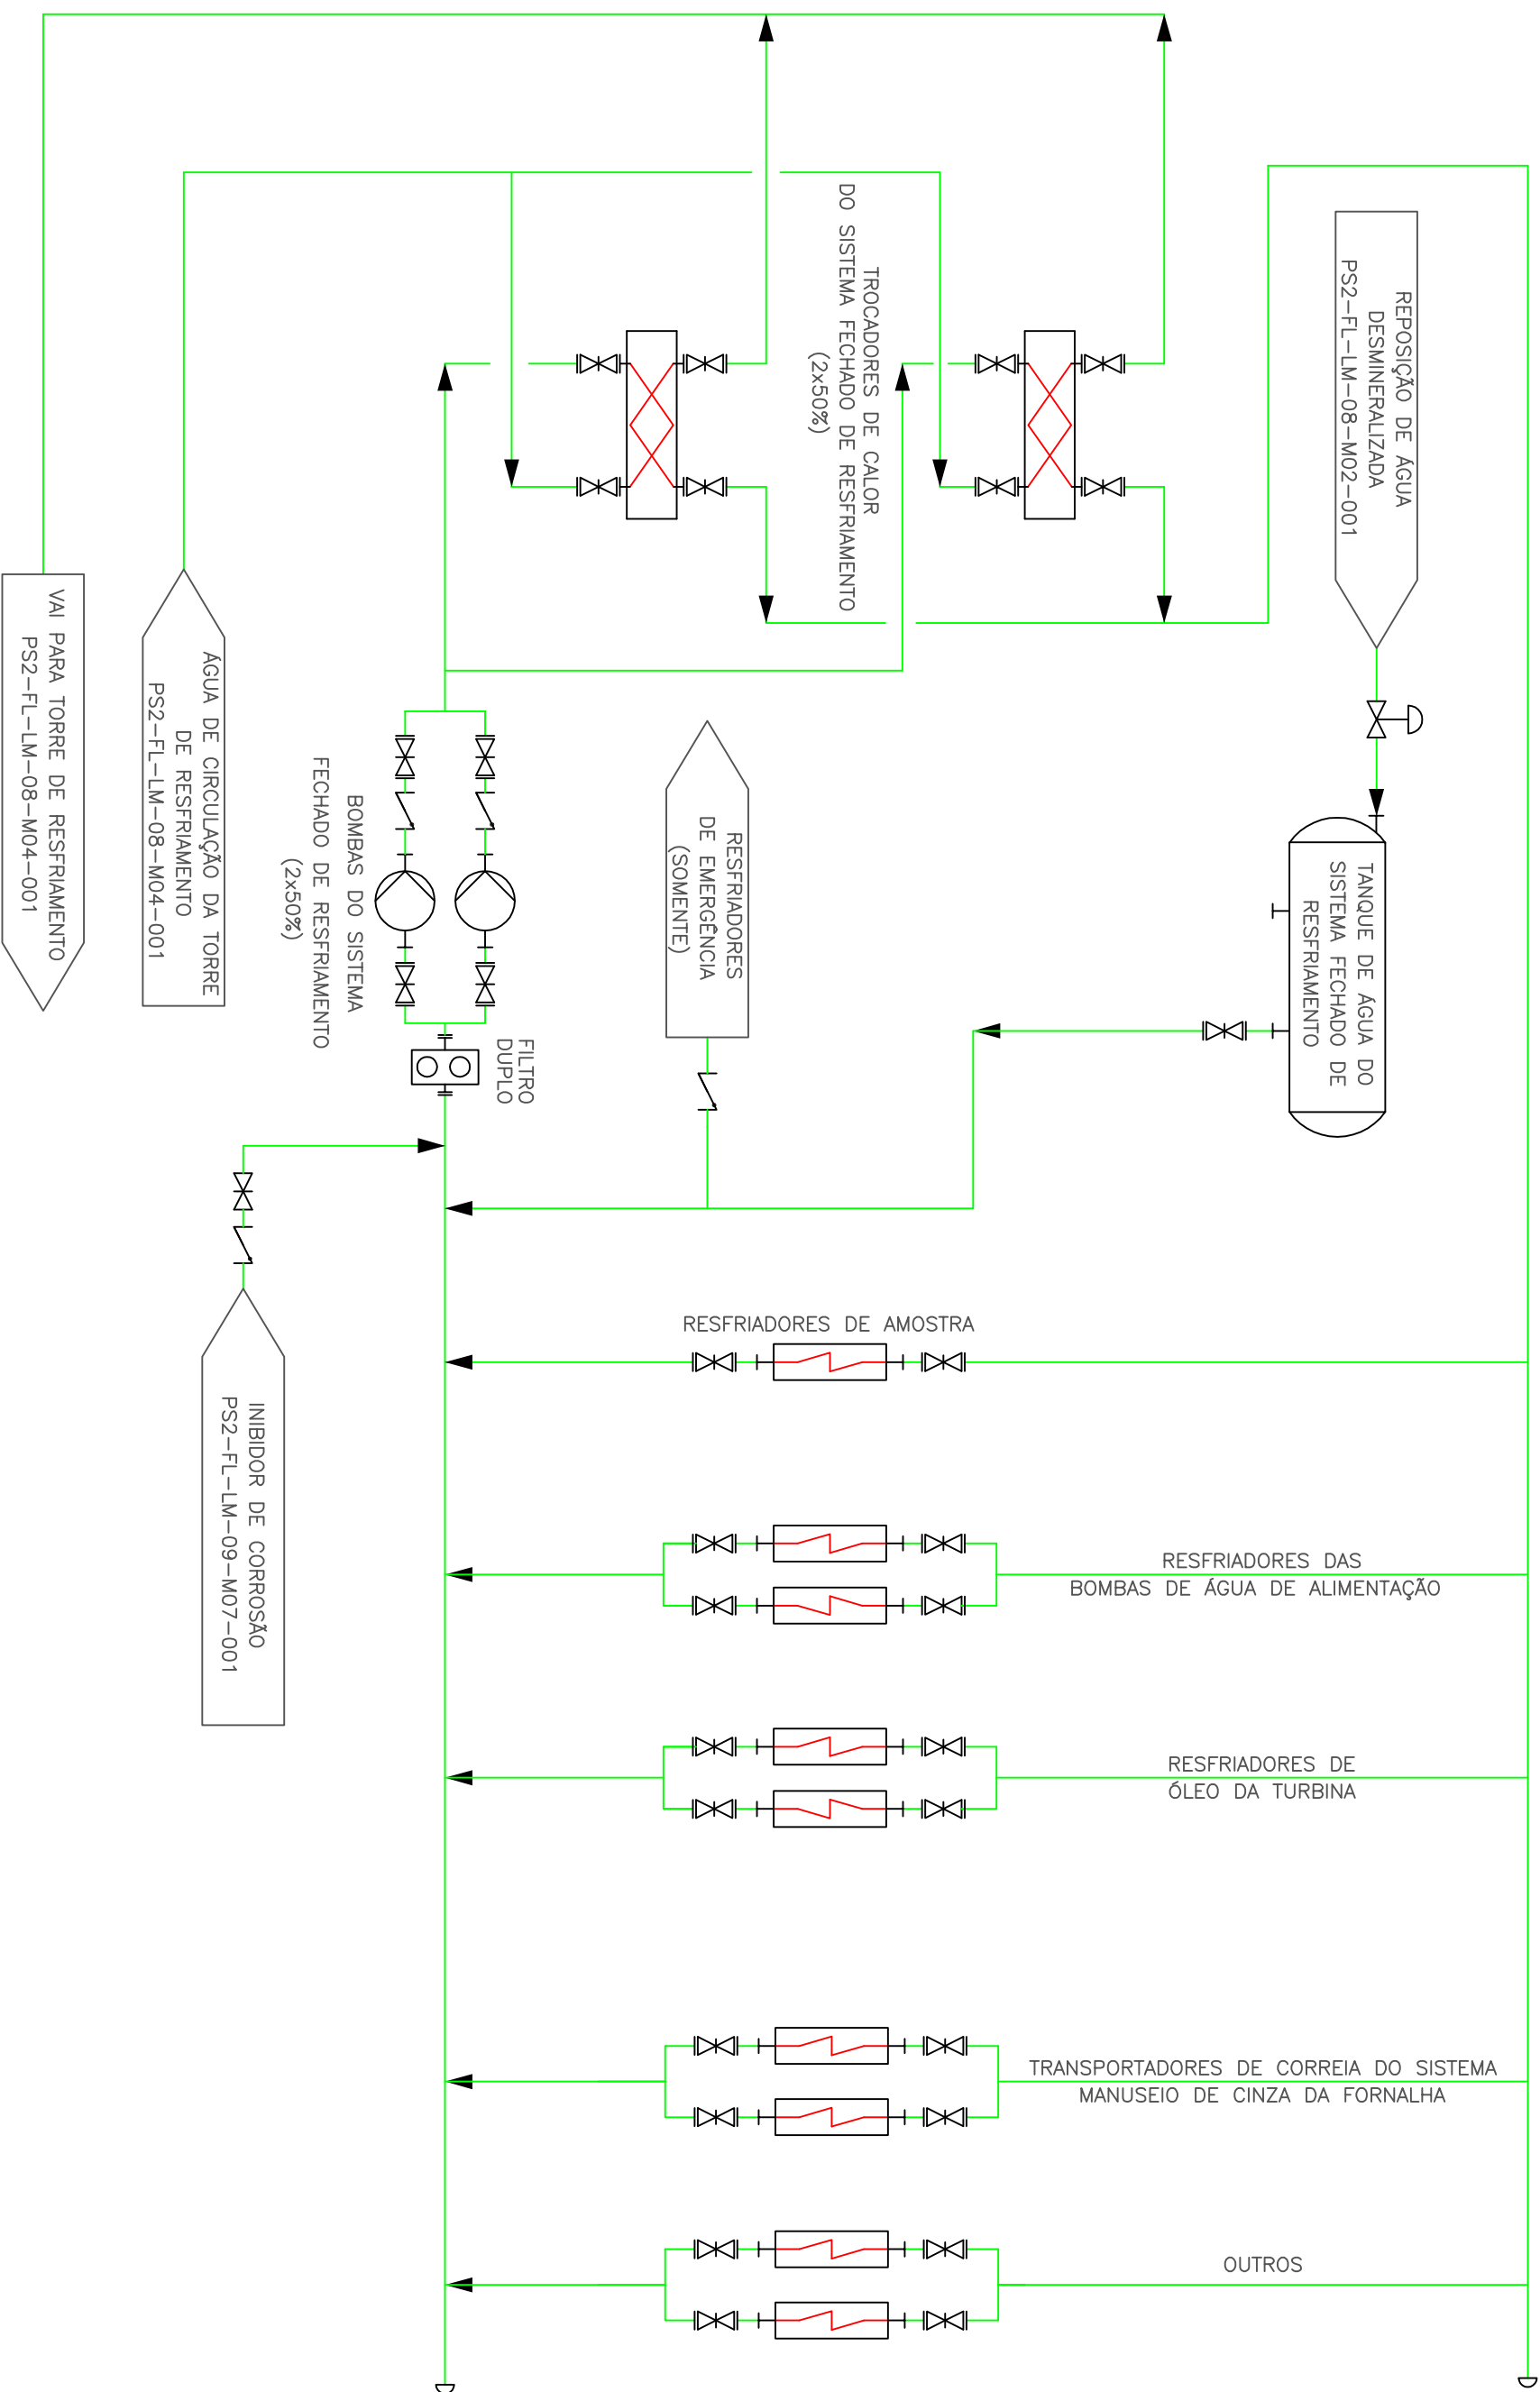 REPOSIÇÃO DE ÁGUA
DESMINERALIZADA
PS2-FL-LM-08-M02-001
TROCADORES DE CALOR
DO SISTEMA FECHADO DE RESFRIAMENTO
(2x50%)
TANQUE DE ÁGUA DO
SISTEMA FECHADO DE
RESFRIAMENTO
RESFRIADORES
DE EMERGÊNCIA
(SOMENTE)
FILTRO
DUPLO
BOMBAS DO SISTEMA
FECHADO DE RESFRIAMENTO
(2x50%)
ÁGUA DE CIRCULAÇÃO DA TORRE
DE RESFRIAMENTO
PS2-FL-LM-08-M04-001
VAI PARA TORRE DE RESFRIAMENTO
PS2-FL-LM-08-M04-001
INIBIDOR DE CORROSÃO
PS2-FL-LM-09-M07-001
RESFRIADORES DE AMOSTRA
RESFRIADORES DAS
BOMBAS DE ÁGUA DE ALIMENTAÇÃO
RESFRIADORES DE
ÓLEO DA TURBINA
TRANSPORTADORES DE CORREIA DO SISTEMA
MANUSEIO DE CINZA DA FORNALHA
OUTROS